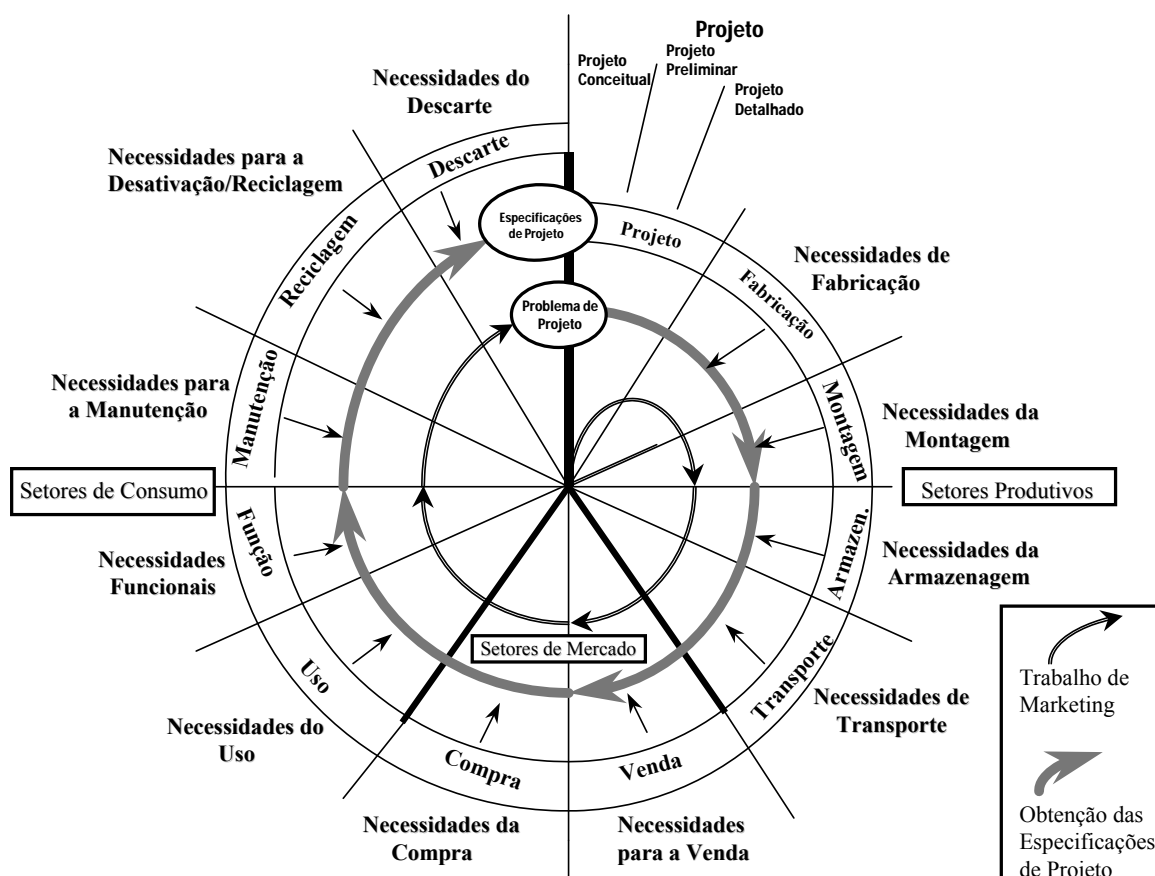 Projeto
Projeto
Conceitual
Projeto
Preliminar
Projeto
Detalhado
Necessidades do
Descarte
Necessidades para a
Desativação/Reciclagem
Descarte
Reciclagem
Especificações
de Projeto
Projeto
Fabricação
Necessidades de
Fabricação
Problema de
Projeto
Necessidades para
a Manutenção
Manutenção
Montagem
Necessidades da
Montagem
Setores de Consumo
Setores Produtivos
Função
Necessidades
Funcionais
Armazen.
Necessidades da
Armazenagem
Setores de Mercado
Uso
Necessidades do
Uso
Transporte
Necessidades de
Transporte
Compra
Venda
Necessidades da
Compra
Necessidades
para a Venda
Trabalho de
Marketing
Obtenção das
Especificações
de Projeto